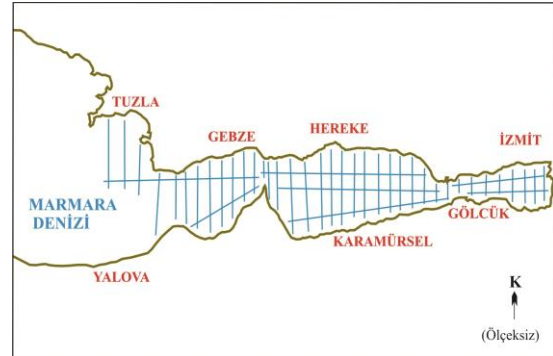 TUZLA
GEBZE
HEREKE
İZMİT
MARMARA
DENİZİ
GÖLCÜK
KARAMÜRSEL
YALOVA
K
(Ölçeksiz)